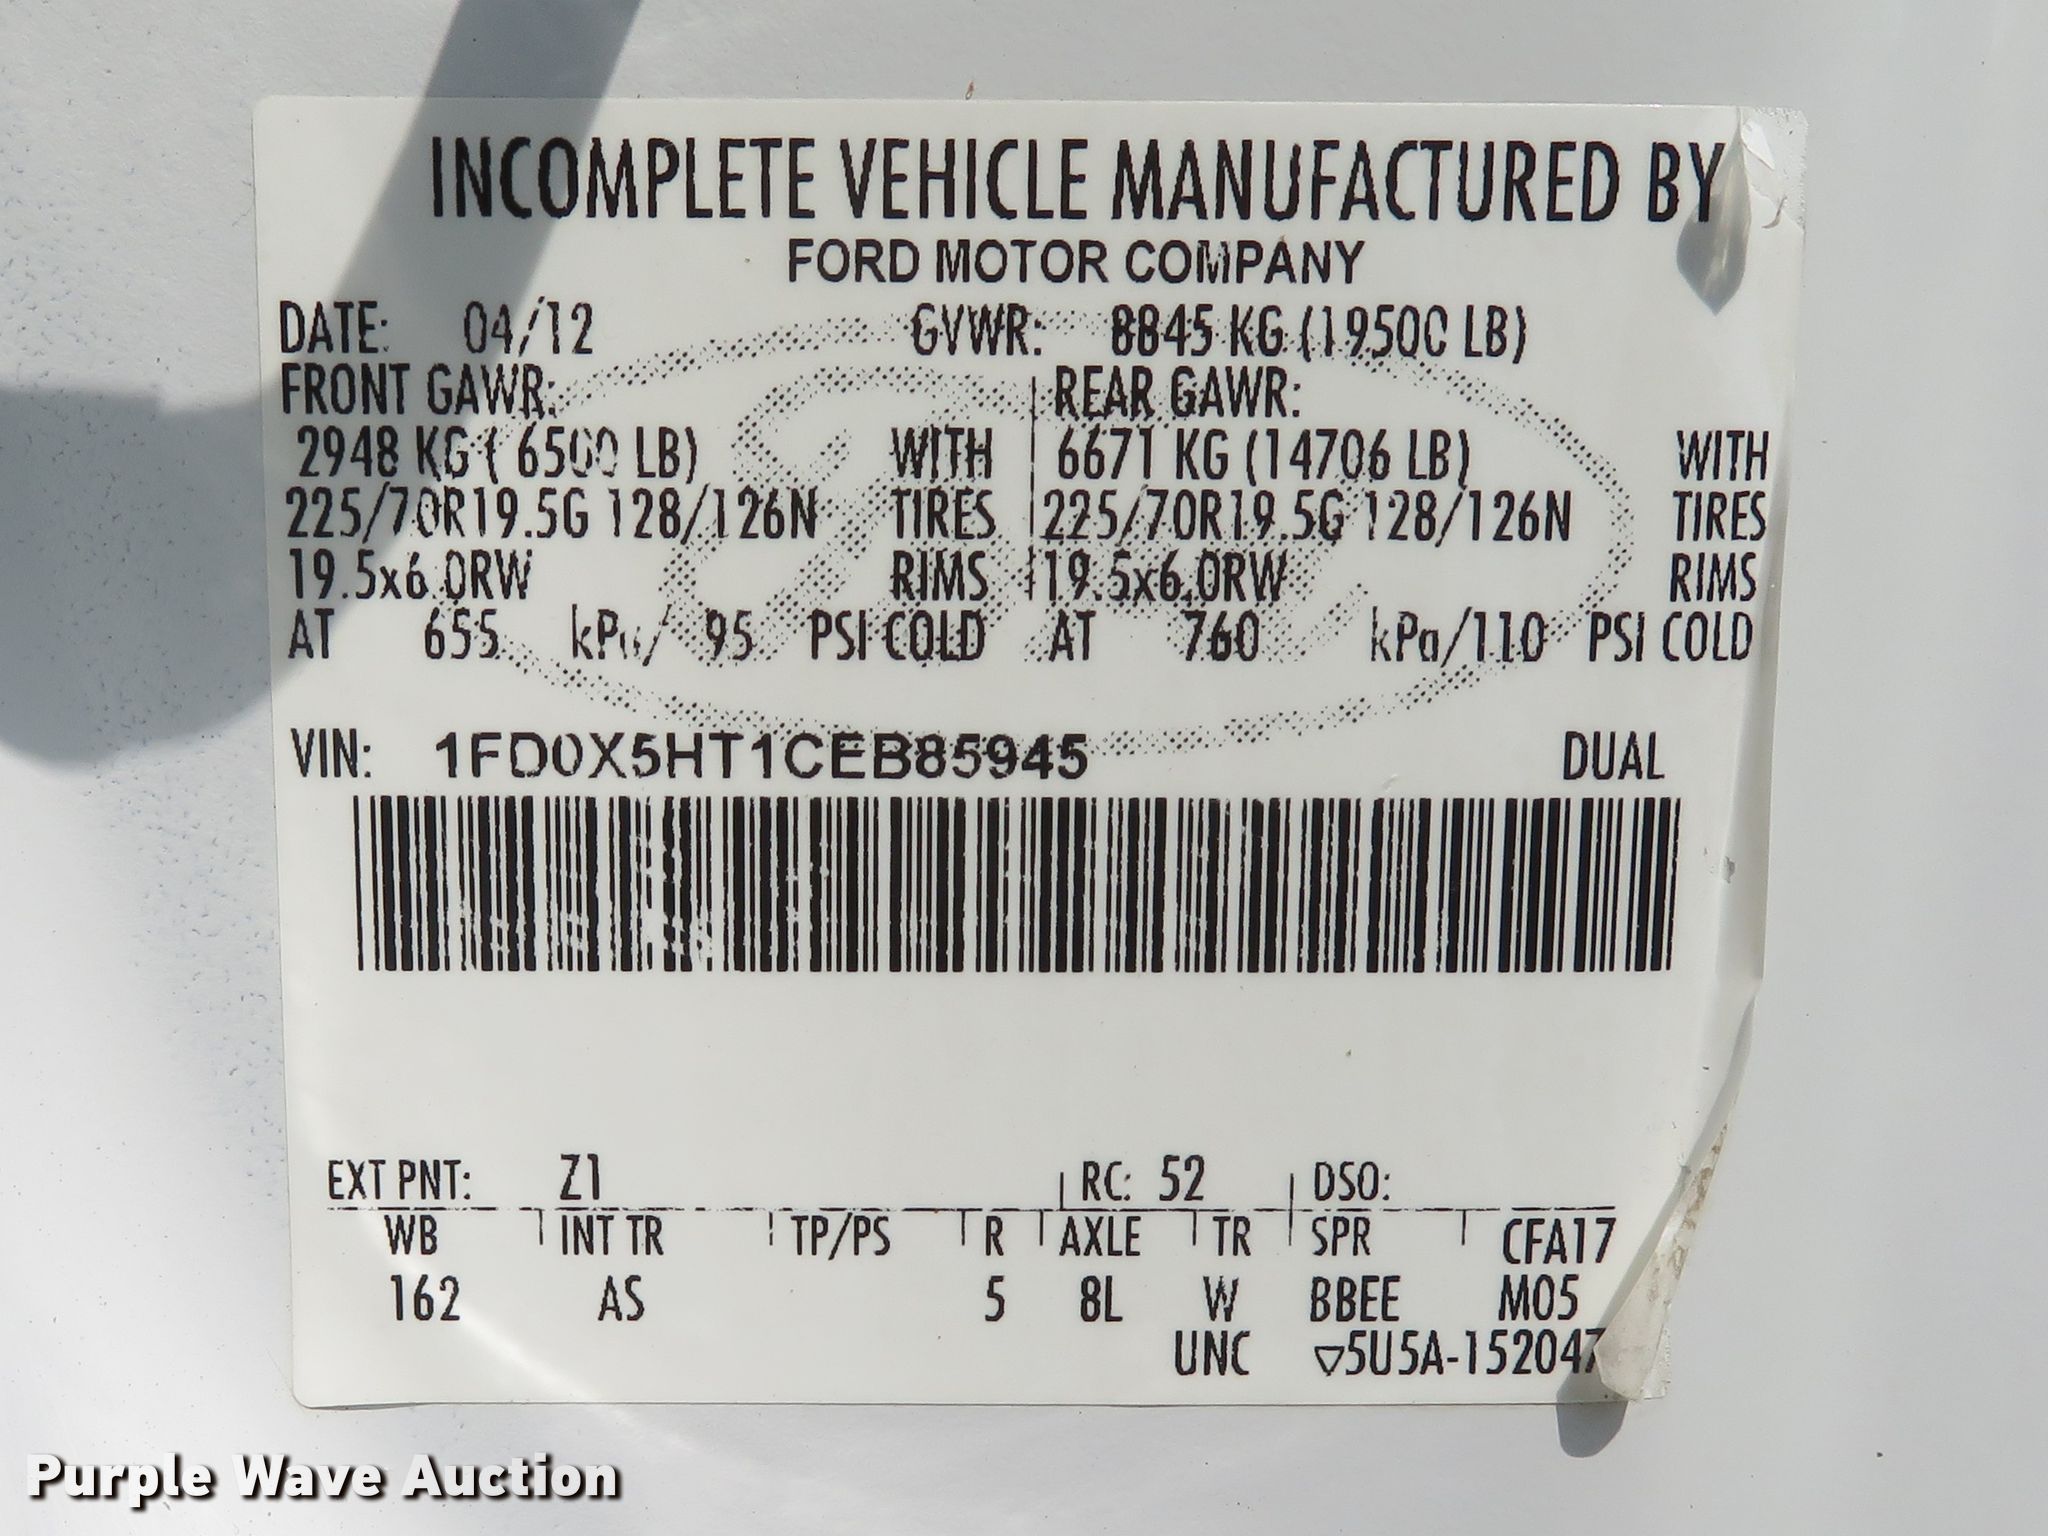 INCOMPLETE VEHICLE MANUFACTURED BY
FORD MOTOR COMPANY
DATE: 04/12 GVWR: 8845 KG (19500 LB)
FRONT GAWR: REAR GAWR:
2948 KG ( 6500 LB) WITH 6671 KG (14706 LB) WITH
225/70R19.5G 128/126N TIRES 225/70R19.5G 128/126N TIRES
19.5x6.0RW RIMS 19.5x6.0RW RIMS
AT 655 kPa/ 95 PSI COLD AT 760 kPa/110 PSI COLD
VIN: 1FD0X5HT1CEB85945 DUAL
EXT PNT: Z1 RC: 52 DSO:
WB INT TR TP/PS R AXLE TR SPR CFA17
162 AS 5 8L W BBEE M05
UNC ▽5U5A-152047
Purple Wave Auction